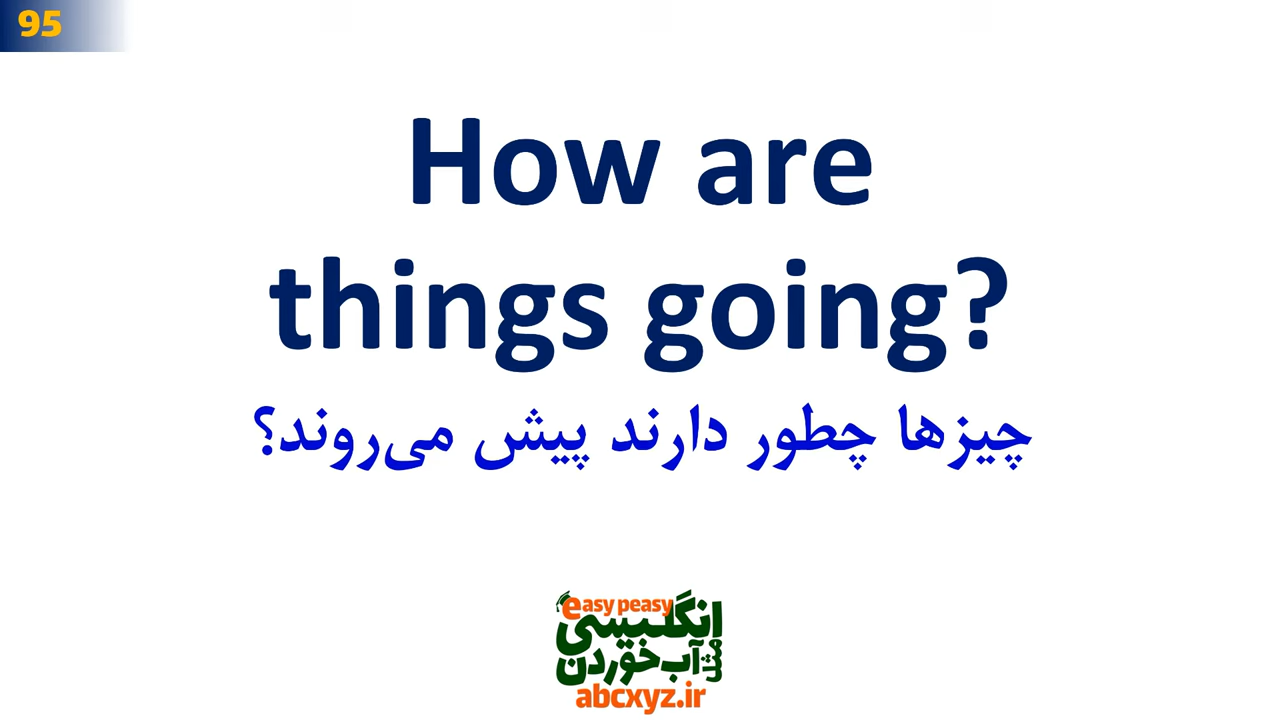 95
How are
things going?
چیزها چطور دارند پیش می‌روند؟
easy peasy
انگلیسی
مثل آب خوردن
abcxyz.ir